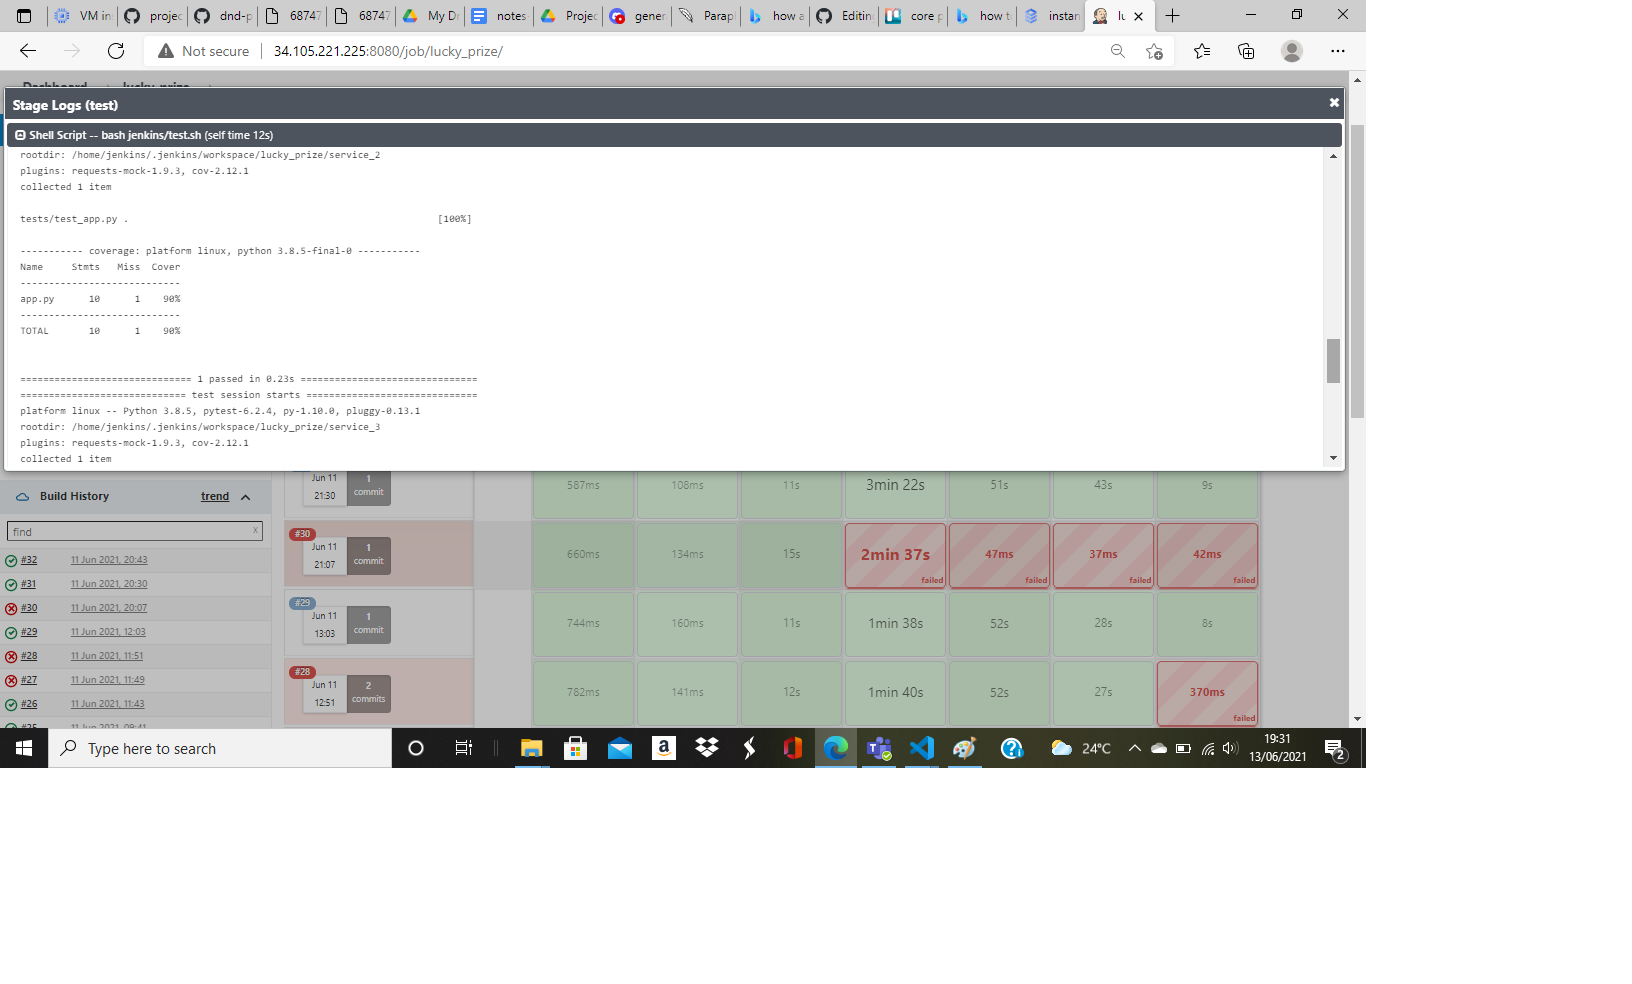 VM in
projec
dnd-p
68747
68747
My Dr
notes
Projec
gener
Parap
how a
Editin
core p
how t
instan
lu
Not secure
34.105.221.225:8080/job/lucky_prize/
Stage Logs (test)
Shell Script -- bash jenkins/test.sh (self time 12s)
rootdir: /home/jenkins/.jenkins/workspace/lucky_prize/service_2
plugins: requests-mock-1.9.3, cov-2.12.1
collected 1 item
tests/test_app.py . [100%]
----------- coverage: platform linux, python 3.8.5-final-0 -----------
Name Stmts Miss Cover
----------------------------
app.py 10 1 90%
----------------------------
TOTAL 10 1 90%
============================== 1 passed in 0.23s ===============================
============================= test session starts ==============================
platform linux -- Python 3.8.5, pytest-6.2.4, py-1.10.0, pluggy-0.13.1
rootdir: /home/jenkins/.jenkins/workspace/lucky_prize/service_3
plugins: requests-mock-1.9.3, cov-2.12.1
collected 1 item
Build History trend
find x
#32 11 Jun 2021, 20:43
#31 11 Jun 2021, 20:30
#30 11 Jun 2021, 20:07
#29 11 Jun 2021, 12:03
#28 11 Jun 2021, 11:51
#27 11 Jun 2021, 11:49
#26 11 Jun 2021, 11:43
#25 11 Jun 2021, 09:41
Jun 11
21:30
1
commit
587ms 108ms 11s 3min 22s 51s 43s 9s
#30
Jun 11
21:07
1
commit
660ms 134ms 15s 2min 37s 47ms 37ms 42ms
failed failed failed failed
#29
Jun 11
13:03
1
commit
744ms 160ms 11s 1min 38s 52s 28s 8s
#28
Jun 11
12:51
2
commits
782ms 141ms 12s 1min 40s 52s 27s 370ms
failed
Type here to search
24°C
19:31
13/06/2021
2